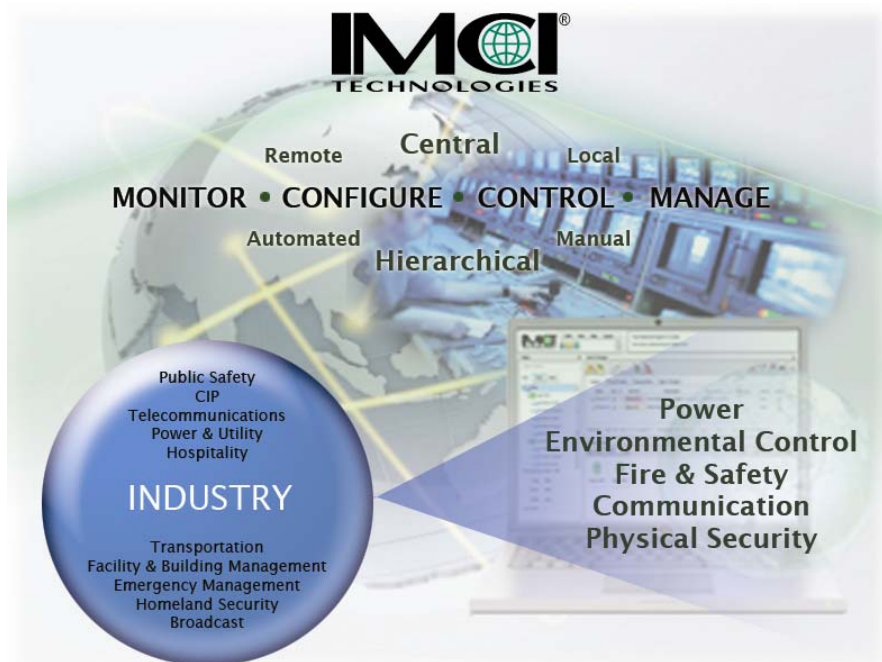 IMCI®
TECHNOLOGIES
Remote Central Local
MONITOR • CONFIGURE • CONTROL • MANAGE
Automated Hierarchical Manual
Public Safety
CIP
Telecommunications
Power & Utility
Hospitality
INDUSTRY
Transportation
Facility & Building Management
Emergency Management
Homeland Security
Broadcast
IMCI
Power
Environmental Control
Fire & Safety
Communication
Physical Security